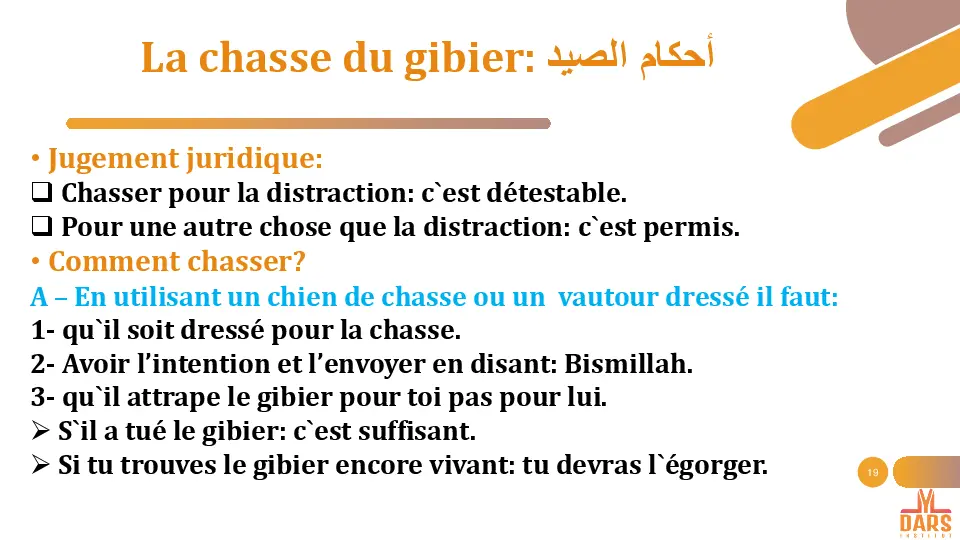 La chasse du gibier: أحكام الصيد
• Jugement juridique:
❑ Chasser pour la distraction: c`est détestable.
❑ Pour une autre chose que la distraction: c`est permis.
• Comment chasser?
A – En utilisant un chien de chasse ou un vautour dressé il faut:
1- qu`il soit dressé pour la chasse.
2- Avoir l’intention et l’envoyer en disant: Bismillah.
3- qu`il attrape le gibier pour toi pas pour lui.
➢ S`il a tué le gibier: c`est suffisant.
➢ Si tu trouves le gibier encore vivant: tu devras l`égorger.
19
DARS
INSTITUT